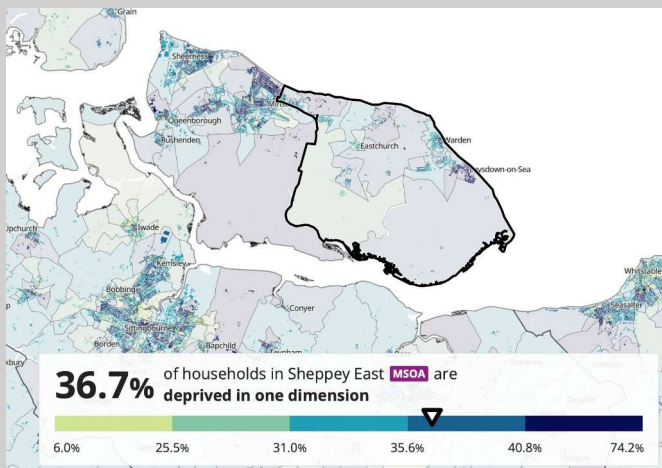 Grain
Sheerness
Queenborough
Rushenden
Eastchurch
Warden
Leysdown-on-Sea
Upchurch
Iwade
Kemsley
Whitstable
Seasalter
Bobbing
Conyer
Sittingbourne
Borden
Bapchild
36.7% of households in Sheppey East MSOA are
deprived in one dimension
6.0% 25.5% 31.0% 35.6% 40.8% 74.2%